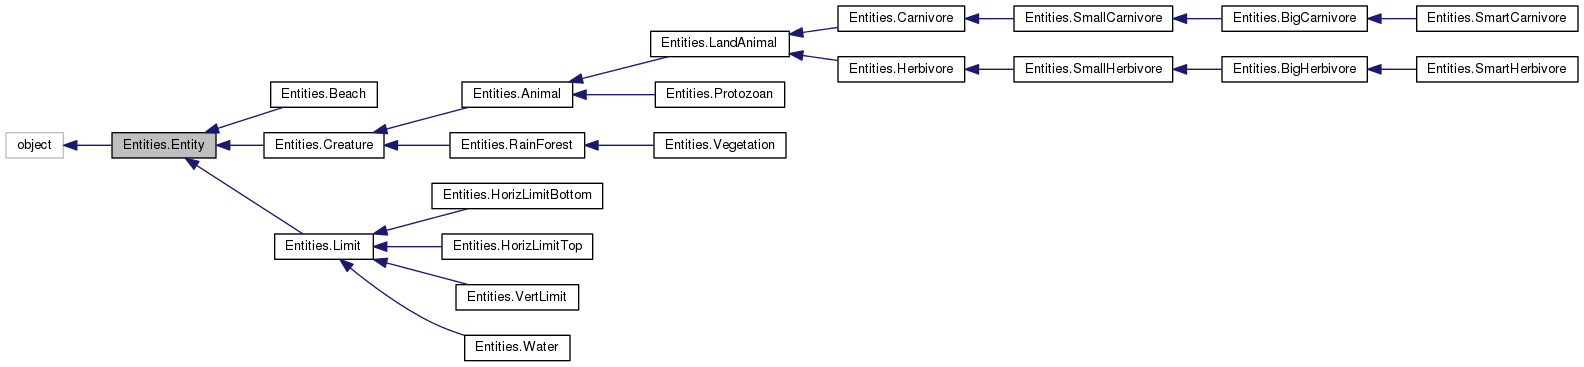 Entities.Carnivore
Entities.SmallCarnivore
Entities.BigCarnivore
Entities.SmartCarnivore
Entities.LandAnimal
Entities.Herbivore
Entities.SmallHerbivore
Entities.BigHerbivore
Entities.SmartHerbivore
Entities.Beach
Entities.Animal
Entities.Protozoan
object
Entities.Entity
Entities.Creature
Entities.RainForest
Entities.Vegetation
Entities.HorizLimitBottom
Entities.Limit
Entities.HorizLimitTop
Entities.VertLimit
Entities.Water